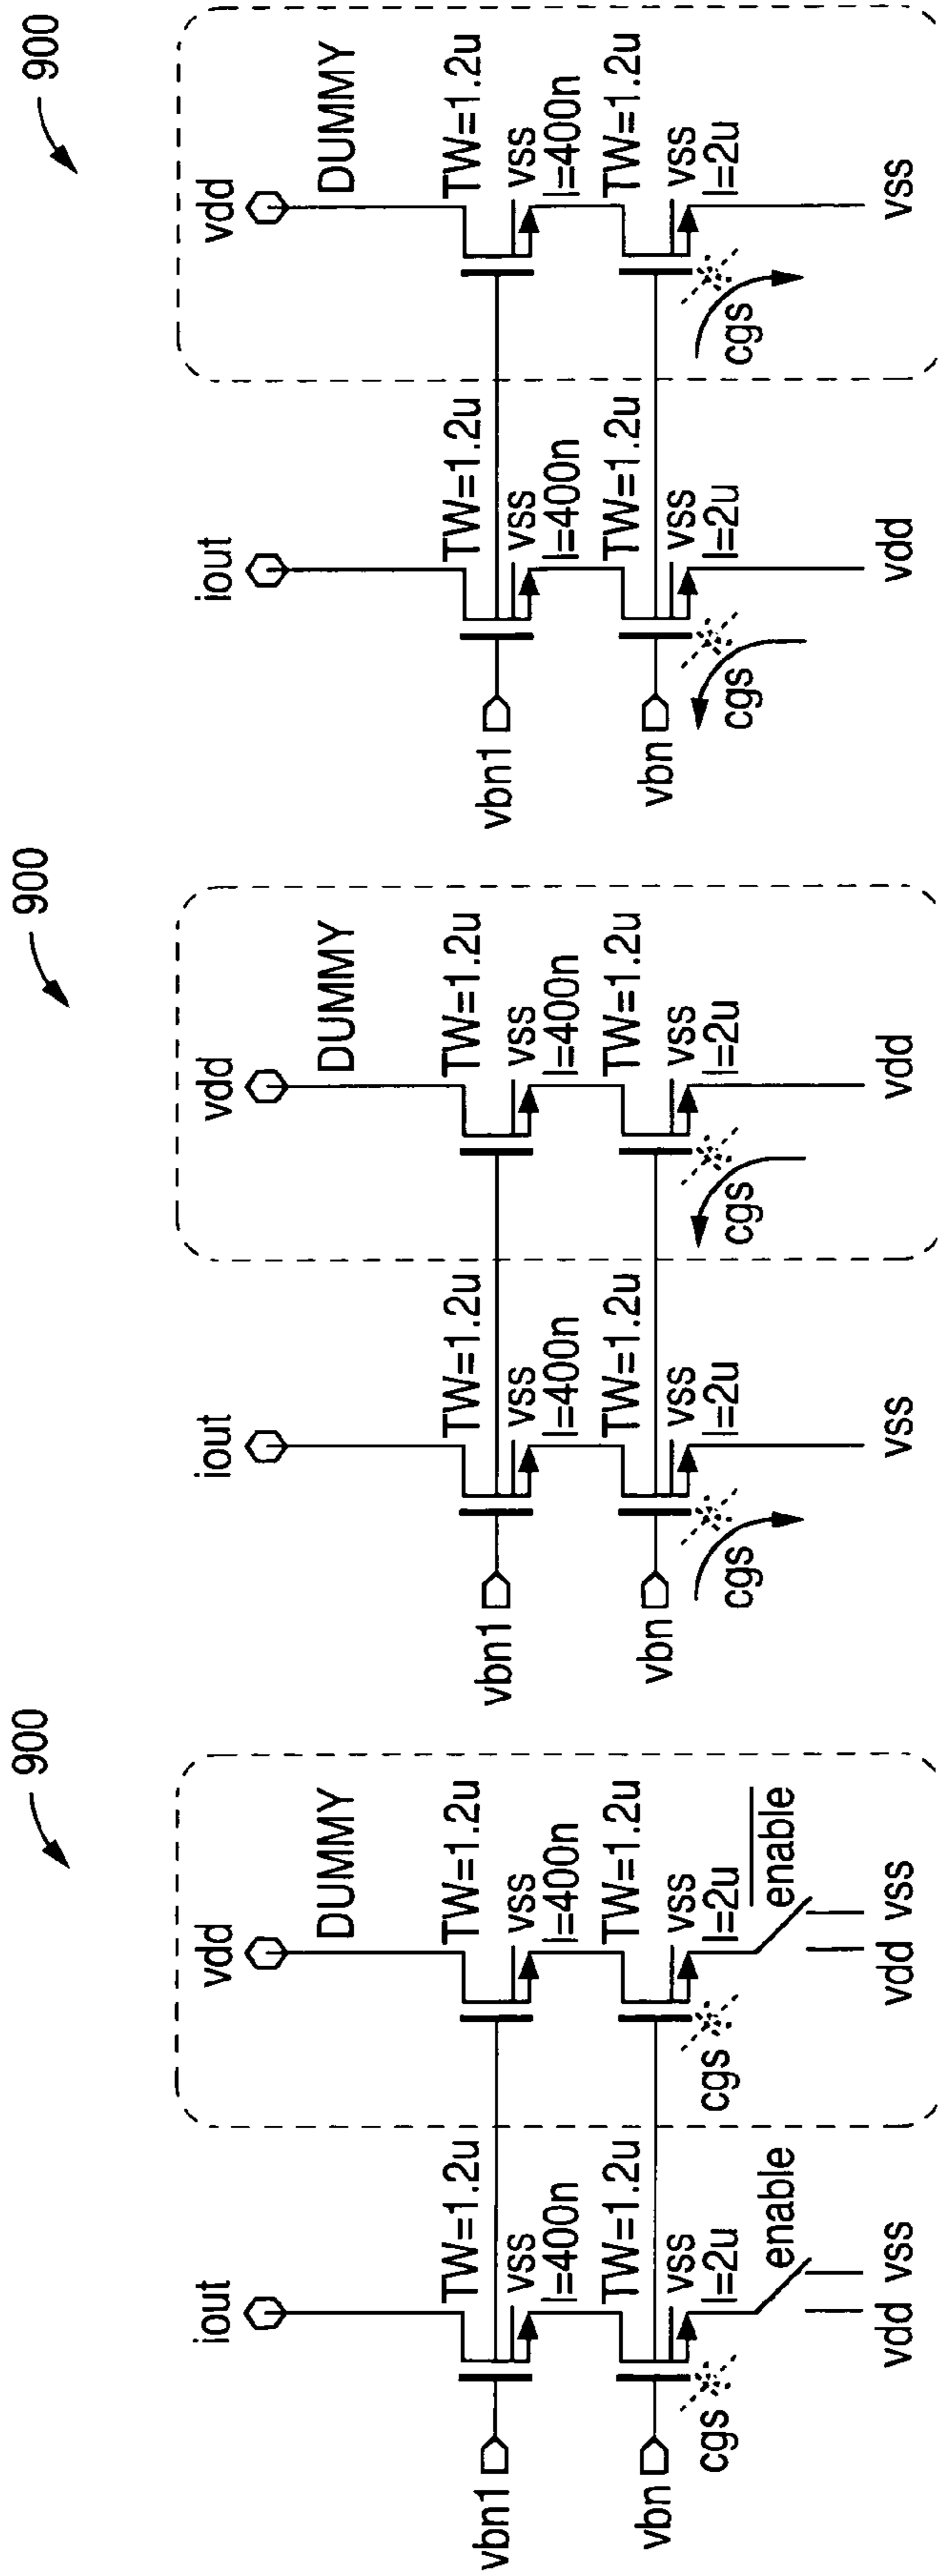 900
iout
vdd
DUMMY
TW=1.2u
TW=1.2u
vbn1
vss
vss
l=400n
l=400n
TW=1.2u
TW=1.2u
vbn
vss
vss
l=2u
l=2u
cgs
cgs
enable
enable
vdd vss
vdd vss
900
iout
vdd
DUMMY
TW=1.2u
TW=1.2u
vbn1
vss
vss
l=400n
l=400n
TW=1.2u
TW=1.2u
vbn
vss
vss
l=2u
l=2u
cgs
cgs
vss
vdd
900
iout
vdd
DUMMY
TW=1.2u
TW=1.2u
vbn1
vss
vss
l=400n
l=400n
TW=1.2u
TW=1.2u
vbn
vss
vss
l=2u
l=2u
cgs
cgs
vdd
vss